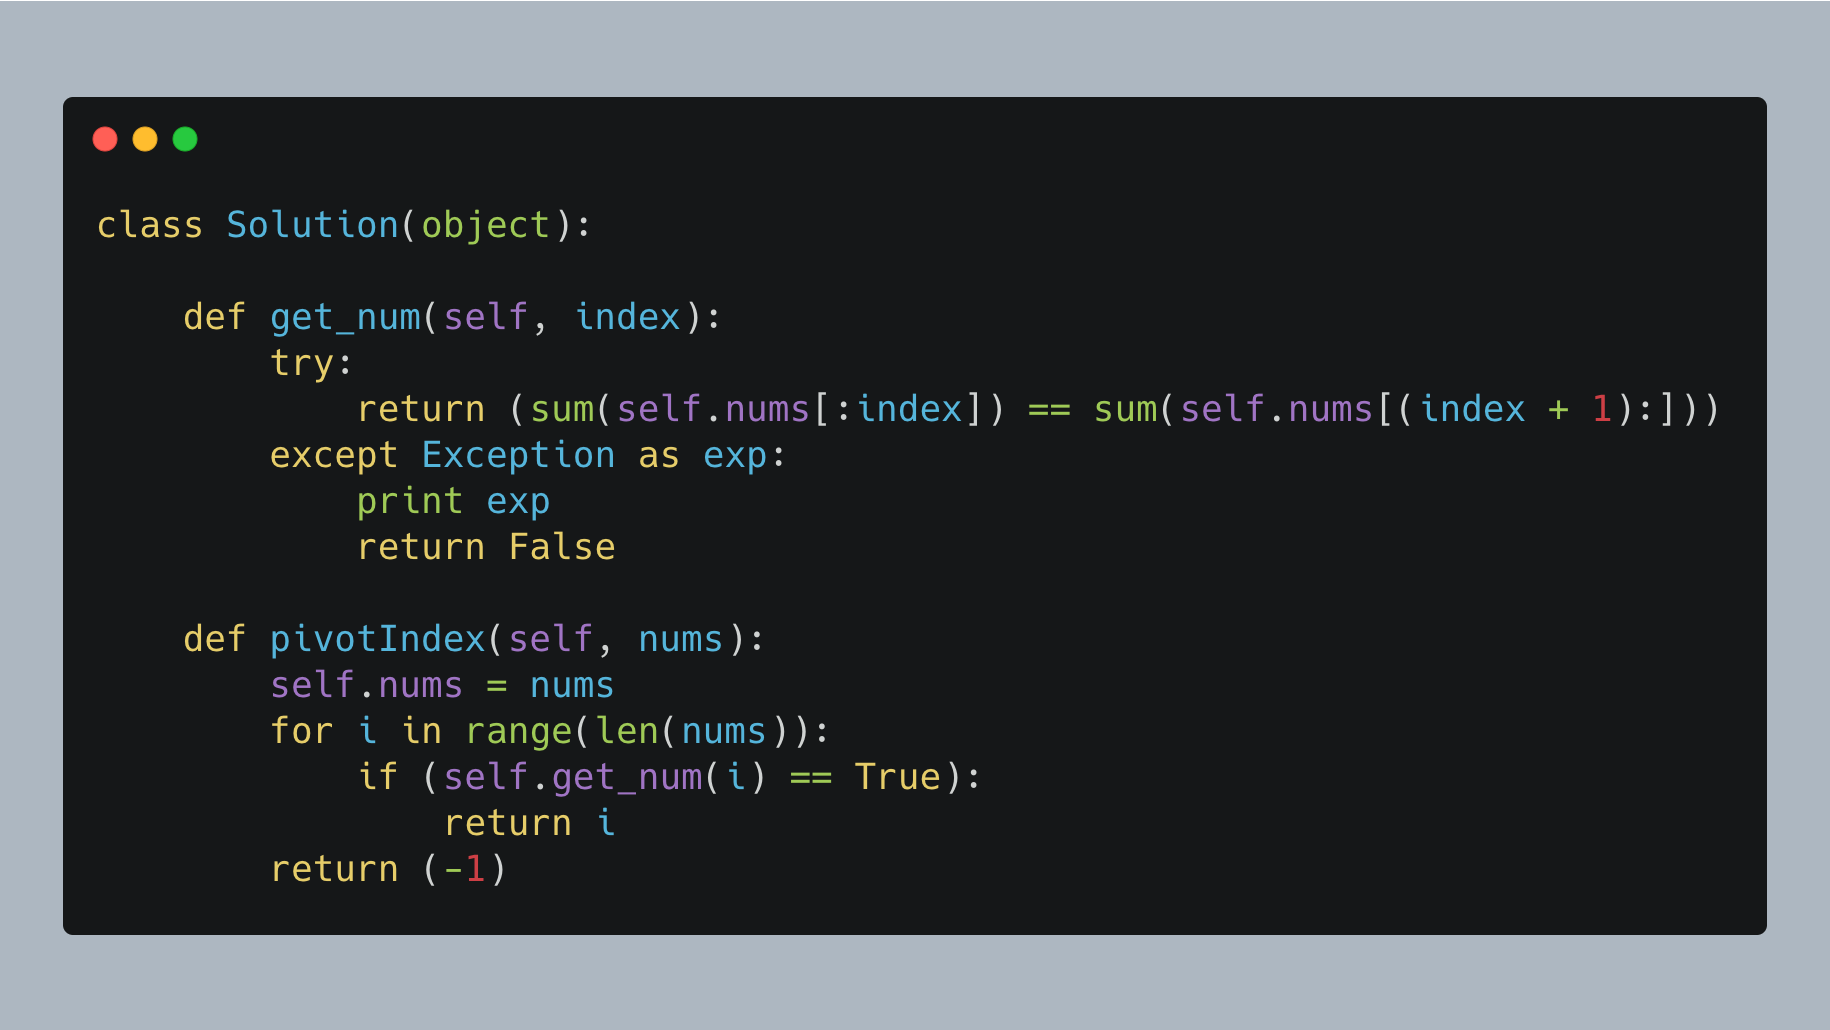 class Solution(object):
    def get_num(self, index):
        try:
            return (sum(self.nums[:index]) == sum(self.nums[(index + 1):]))
        except Exception as exp:
            print exp
            return False
    def pivotIndex(self, nums):
        self.nums = nums
        for i in range(len(nums)):
            if (self.get_num(i) == True):
                return i
        return (-1)